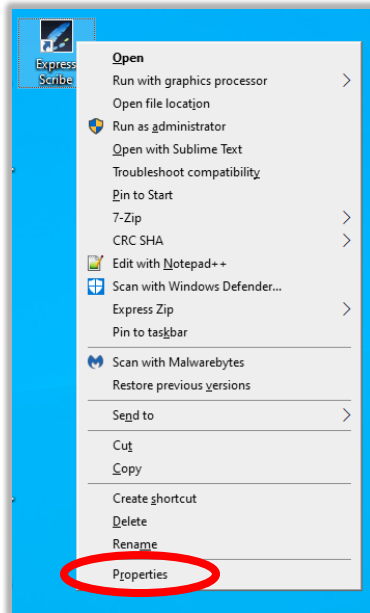 Express
Scribe
Open
Run with graphics processor
Open file location
Run as administrator
Open with Sublime Text
Troubleshoot compatibility
Pin to Start
7-Zip
CRC SHA
Edit with Notepad++
Scan with Windows Defender...
Express Zip
Pin to taskbar
Scan with Malwarebytes
Restore previous versions
Send to
Cut
Copy
Create shortcut
Delete
Rename
Properties